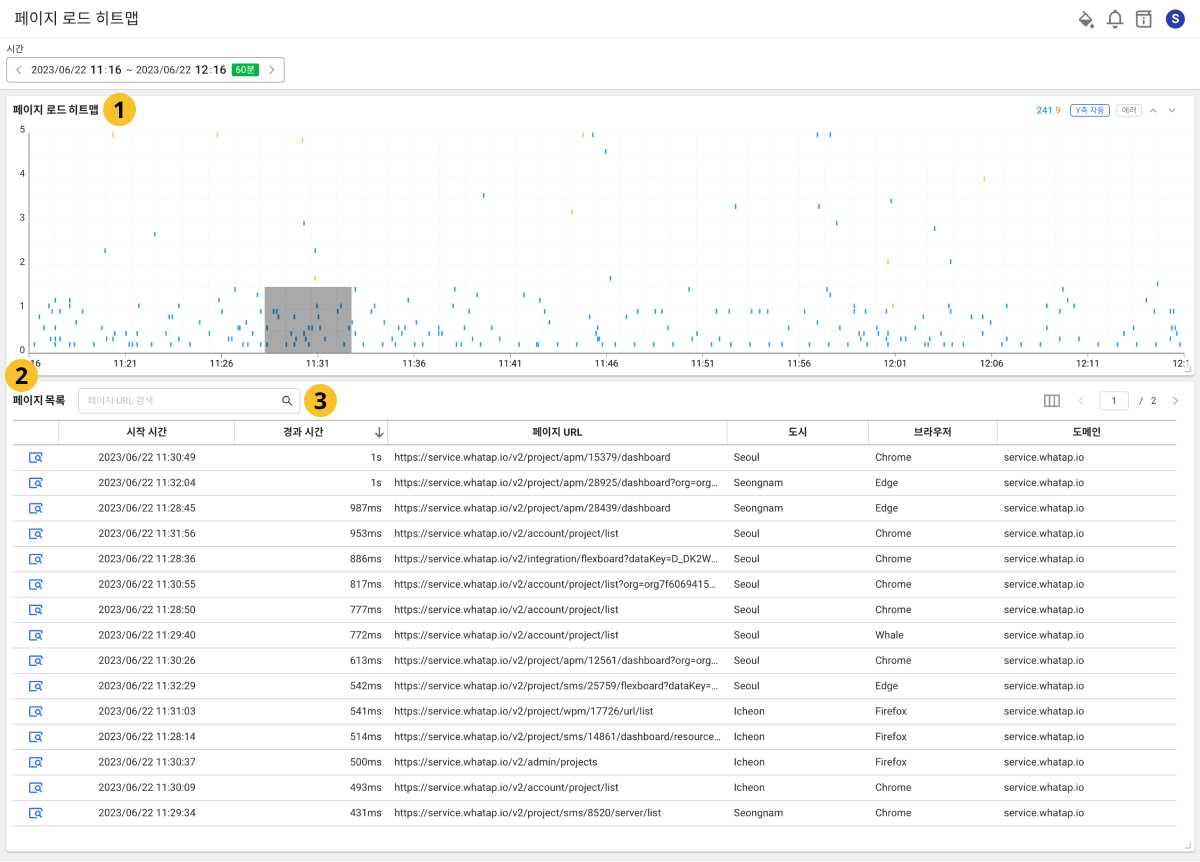 페이지 로드 히트맵
S
시간
2023/06/22 11:16 ~ 2023/06/22 12:16 60분
페이지 로드 히트맵 1
241 9 Y축 자동 에러
5
4
3
2
1
0
:16 11:21 11:26 11:31 11:36 11:41 11:46 11:51 11:56 12:01 12:06 12:11 12:1
2
페이지 목록 페이지 URL 검색 3 1 / 2
시작 시간 경과 시간 페이지 URL 도시 브라우저 도메인
2023/06/22 11:30:49 1s https://service.whatap.io/v2/project/apm/15379/dashboard Seoul Chrome service.whatap.io
2023/06/22 11:32:04 1s https://service.whatap.io/v2/project/apm/28925/dashboard?org=org... Seongnam Edge service.whatap.io
2023/06/22 11:28:45 987ms https://service.whatap.io/v2/project/apm/28439/dashboard Seongnam Edge service.whatap.io
2023/06/22 11:31:56 953ms https://service.whatap.io/v2/account/project/list Seoul Chrome service.whatap.io
2023/06/22 11:28:36 886ms https://service.whatap.io/v2/integration/flexboard?dataKey=D_DK2W... Seoul Chrome service.whatap.io
2023/06/22 11:30:55 817ms https://service.whatap.io/v2/account/project/list?org=org7f6069415... Seoul Chrome service.whatap.io
2023/06/22 11:28:50 777ms https://service.whatap.io/v2/account/project/list Seoul Chrome service.whatap.io
2023/06/22 11:29:40 772ms https://service.whatap.io/v2/account/project/list Seoul Whale service.whatap.io
2023/06/22 11:30:26 613ms https://service.whatap.io/v2/project/apm/12561/dashboard?org=org... Seoul Chrome service.whatap.io
2023/06/22 11:32:29 542ms https://service.whatap.io/v2/project/sms/25759/flexboard?dataKey=... Seoul Edge service.whatap.io
2023/06/22 11:31:03 541ms https://service.whatap.io/v2/project/wpm/17726/url/list Icheon Firefox service.whatap.io
2023/06/22 11:28:14 514ms https://service.whatap.io/v2/project/sms/14861/dashboard/resource... Icheon Firefox service.whatap.io
2023/06/22 11:30:37 500ms https://service.whatap.io/v2/admin/projects Icheon Firefox service.whatap.io
2023/06/22 11:30:09 493ms https://service.whatap.io/v2/account/project/list Icheon Chrome service.whatap.io
2023/06/22 11:29:34 431ms https://service.whatap.io/v2/project/sms/8520/server/list Seongnam Chrome service.whatap.io